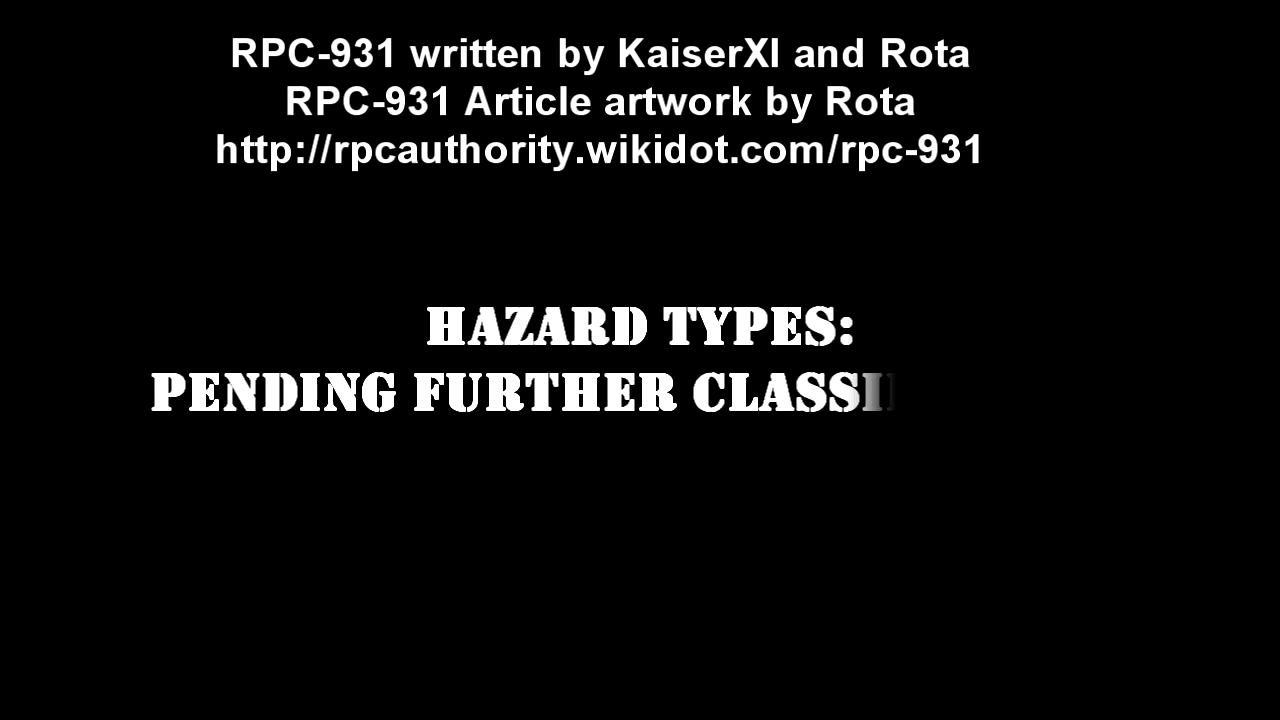 RPC-931 written by KaiserXI and Rota
RPC-931 Article artwork by Rota
http://rpcauthority.wikidot.com/rpc-931
HAZARD TYPES:
PENDING FURTHER